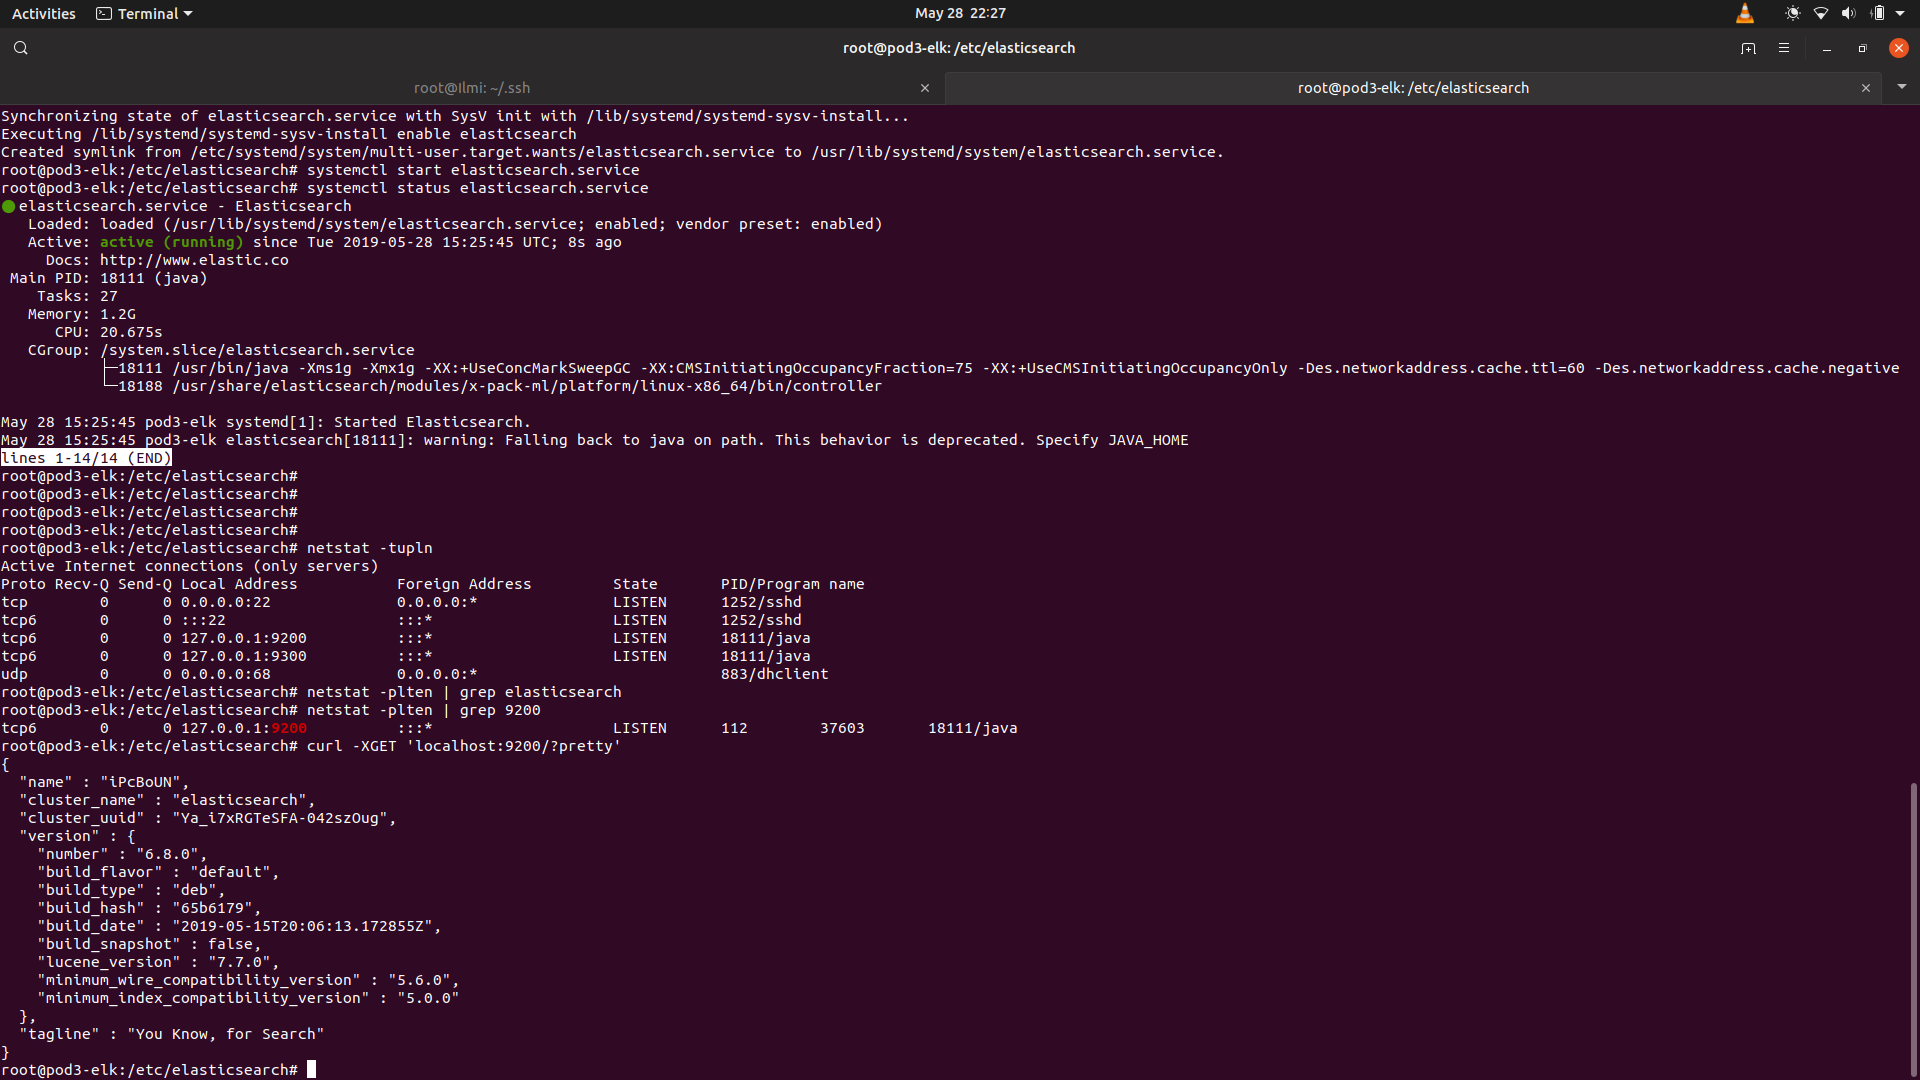 Activities Terminal May 28 22:27
root@pod3-elk: /etc/elasticsearch
root@Ilmi: ~/.ssh root@pod3-elk: /etc/elasticsearch
Synchronizing state of elasticsearch.service with SysV init with /lib/systemd/systemd-sysv-install...
Executing /lib/systemd/systemd-sysv-install enable elasticsearch
Created symlink from /etc/systemd/system/multi-user.target.wants/elasticsearch.service to /usr/lib/systemd/system/elasticsearch.service.
root@pod3-elk:/etc/elasticsearch# systemctl start elasticsearch.service
root@pod3-elk:/etc/elasticsearch# systemctl status elasticsearch.service
● elasticsearch.service - Elasticsearch
   Loaded: loaded (/usr/lib/systemd/system/elasticsearch.service; enabled; vendor preset: enabled)
   Active: active (running) since Tue 2019-05-28 15:25:45 UTC; 8s ago
     Docs: http://www.elastic.co
 Main PID: 18111 (java)
    Tasks: 27
   Memory: 1.2G
      CPU: 20.675s
   CGroup: /system.slice/elasticsearch.service
           ├─18111 /usr/bin/java -Xms1g -Xmx1g -XX:+UseConcMarkSweepGC -XX:CMSInitiatingOccupancyFraction=75 -XX:+UseCMSInitiatingOccupancyOnly -Des.networkaddress.cache.ttl=60 -Des.networkaddress.cache.negative
           └─18188 /usr/share/elasticsearch/modules/x-pack-ml/platform/linux-x86_64/bin/controller
May 28 15:25:45 pod3-elk systemd[1]: Started Elasticsearch.
May 28 15:25:45 pod3-elk elasticsearch[18111]: warning: Falling back to java on path. This behavior is deprecated. Specify JAVA_HOME
lines 1-14/14 (END)
root@pod3-elk:/etc/elasticsearch#
root@pod3-elk:/etc/elasticsearch#
root@pod3-elk:/etc/elasticsearch#
root@pod3-elk:/etc/elasticsearch#
root@pod3-elk:/etc/elasticsearch# netstat -tupln
Active Internet connections (only servers)
Proto Recv-Q Send-Q Local Address           Foreign Address         State       PID/Program name
tcp        0      0 0.0.0.0:22              0.0.0.0:*               LISTEN      1252/sshd
tcp6       0      0 :::22                   :::*                    LISTEN      1252/sshd
tcp6       0      0 127.0.0.1:9200          :::*                    LISTEN      18111/java
tcp6       0      0 127.0.0.1:9300          :::*                    LISTEN      18111/java
udp        0      0 0.0.0.0:68              0.0.0.0:*                           883/dhclient
root@pod3-elk:/etc/elasticsearch# netstat -plten | grep elasticsearch
root@pod3-elk:/etc/elasticsearch# netstat -plten | grep 9200
tcp6       0      0 127.0.0.1:9200          :::*                    LISTEN      112        37603       18111/java
root@pod3-elk:/etc/elasticsearch# curl -XGET 'localhost:9200/?pretty'
{
  "name" : "iPcBoUN",
  "cluster_name" : "elasticsearch",
  "cluster_uuid" : "Ya_i7xRGTeSFA-042szOug",
  "version" : {
    "number" : "6.8.0",
    "build_flavor" : "default",
    "build_type" : "deb",
    "build_hash" : "65b6179",
    "build_date" : "2019-05-15T20:06:13.172855Z",
    "build_snapshot" : false,
    "lucene_version" : "7.7.0",
    "minimum_wire_compatibility_version" : "5.6.0",
    "minimum_index_compatibility_version" : "5.0.0"
  },
  "tagline" : "You Know, for Search"
}
root@pod3-elk:/etc/elasticsearch#